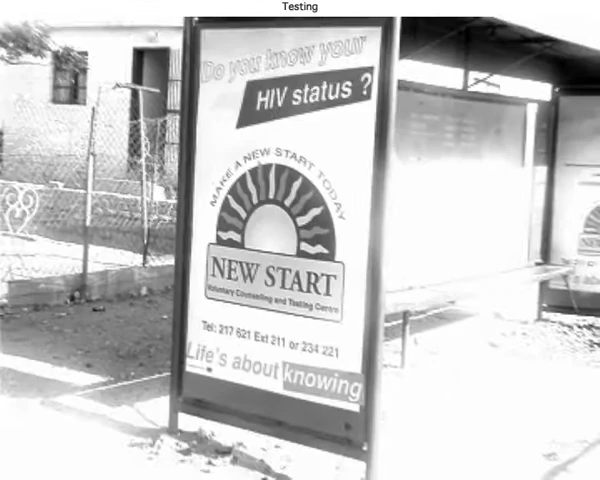 Testing
Do you know your
HIV status ?
MAKE A NEW START TODAY
NEW START
Voluntary Counselling and Testing Centre
Tel: 217 621 Ext 211 or 234 221
Life's about knowing